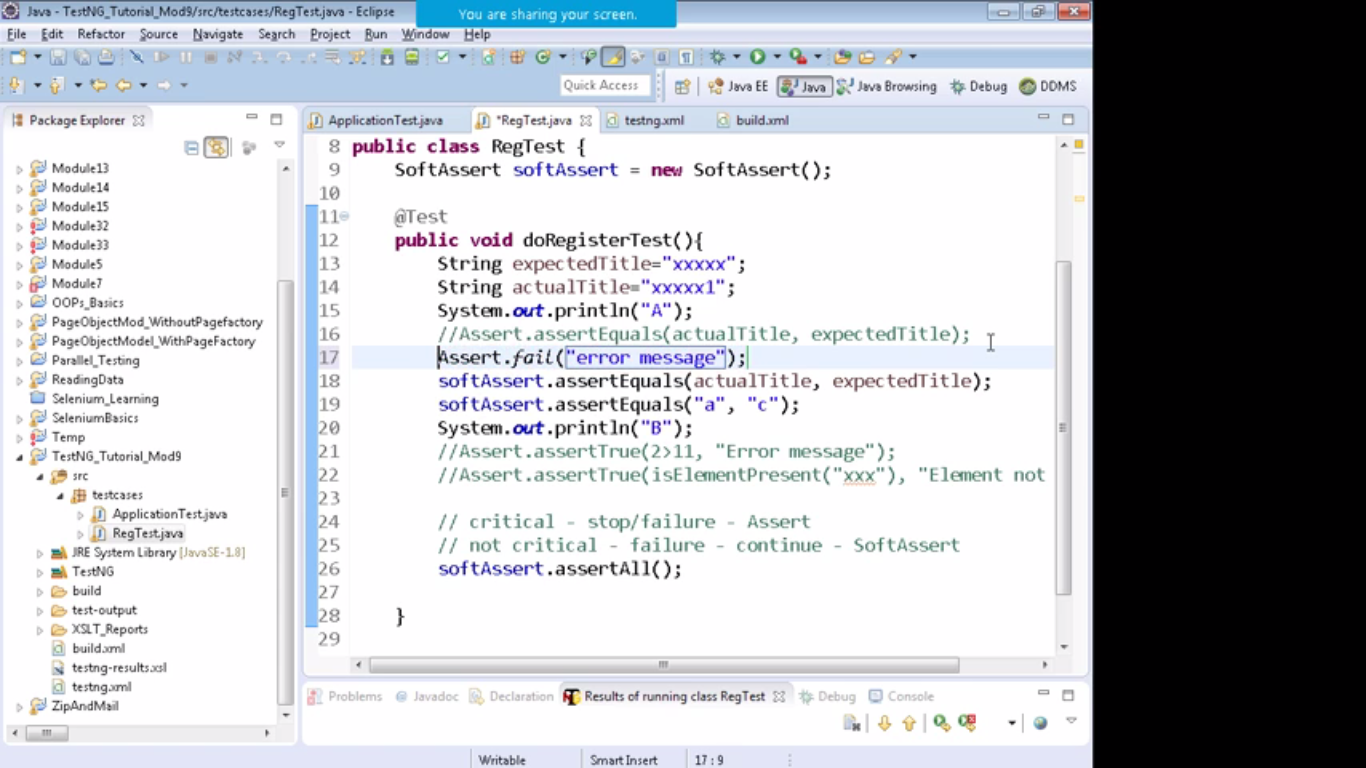 Java - TestNG_Tutorial_Mod9/src/testcases/RegTest.java - Eclipse
You are sharing your screen.
File Edit Refactor Source Navigate Search Project Run Window Help
Quick Access
Java EE Java Java Browsing Debug DDMS
Package Explorer
Module13
Module14
Module15
Module32
Module33
Module5
Module7
OOPs_Basics
PageObjectMod_WithoutPagefactory
PageObjectModel_WithPageFactory
Parallel_Testing
ReadingData
Selenium_Learning
SeleniumBasics
Temp
TestNG_Tutorial_Mod9
src
testcases
ApplicationTest.java
RegTest.java
JRE System Library [JavaSE-1.8]
TestNG
build
test-output
XSLT_Reports
build.xml
testng-results.xsl
testng.xml
ZipAndMail
ApplicationTest.java *RegTest.java testng.xml build.xml
8 public class RegTest {
9 SoftAssert softAssert = new SoftAssert();
10
11 @Test
12 public void doRegisterTest(){
13 String expectedTitle="xxxxx";
14 String actualTitle="xxxxx1";
15 System.out.println("A");
16 //Assert.assertEquals(actualTitle, expectedTitle);
17 Assert.fail("error message");
18 softAssert.assertEquals(actualTitle, expectedTitle);
19 softAssert.assertEquals("a", "c");
20 System.out.println("B");
21 //Assert.assertTrue(2>11, "Error message");
22 //Assert.assertTrue(isElementPresent("xxx"), "Element not
23
24 // critical - stop/failure - Assert
25 // not critical - failure - continue - SoftAssert
26 softAssert.assertAll();
27
28 }
29
Problems Javadoc Declaration Results of running class RegTest Debug Console
Writable Smart Insert 17 : 9